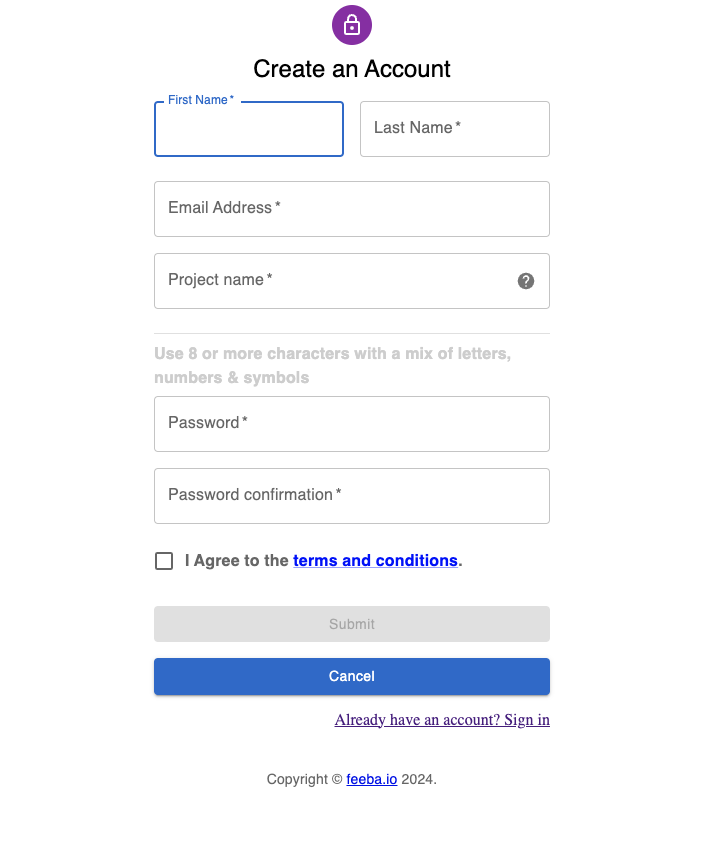 Create an Account
First Name *
Last Name *
Email Address *
Project name *
Use 8 or more characters with a mix of letters,
numbers & symbols
Password *
Password confirmation *
I Agree to the terms and conditions.
Submit
Cancel
Already have an account? Sign in
Copyright © feeba.io 2024.